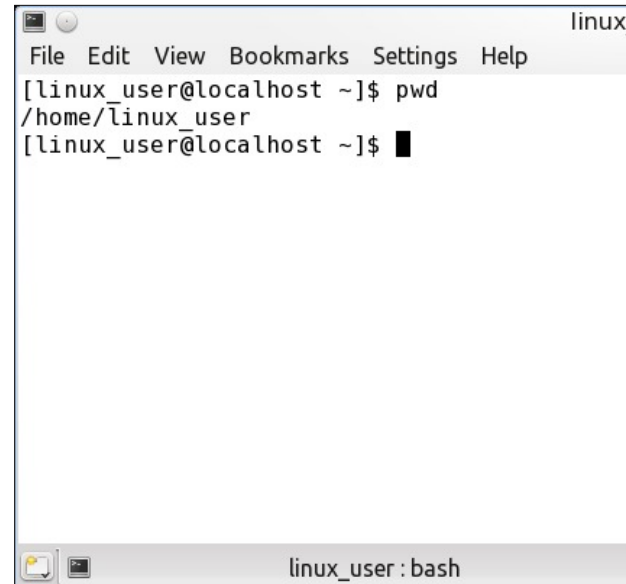 linux
File Edit View Bookmarks Settings Help
[linux_user@localhost ~]$ pwd
/home/linux_user
[linux_user@localhost ~]$
linux_user : bash